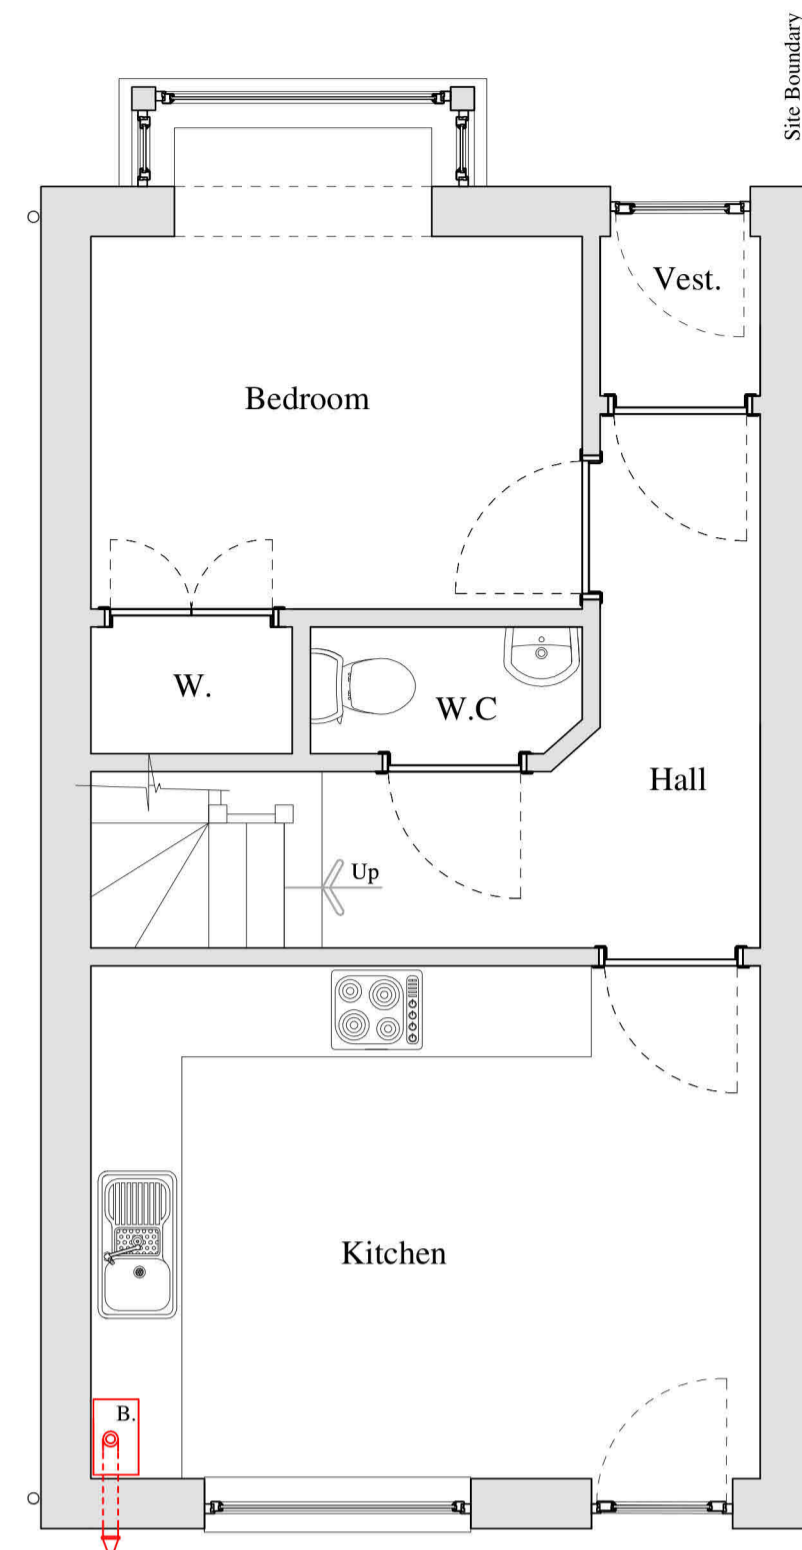 Site Boundary
Vest.
Bedroom
W.
W.C
Hall
Up
Kitchen
B.